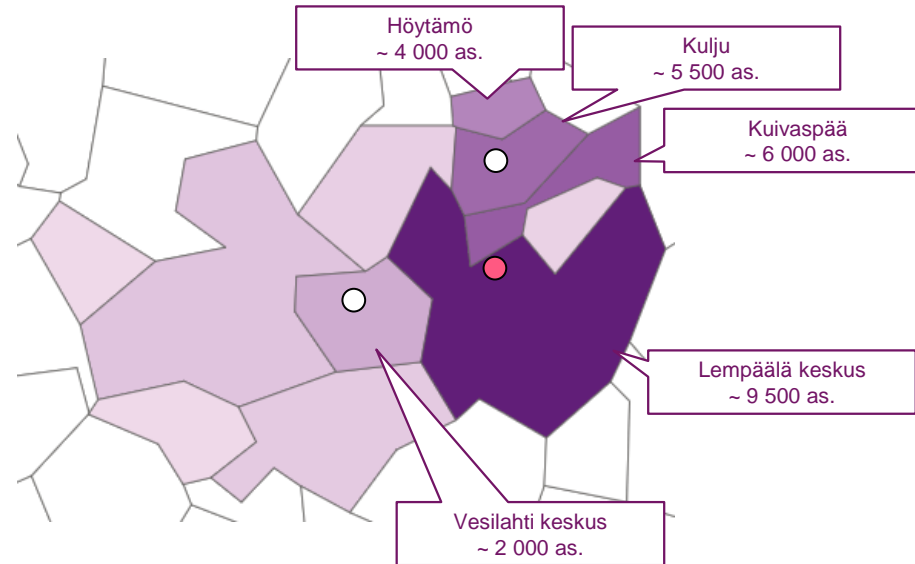 Höytämö
~ 4 000 as.
Kulju
~ 5 500 as.
Kuivaspää
~ 6 000 as.
Lempäälä keskus
~ 9 500 as.
Vesilahti keskus
~ 2 000 as.